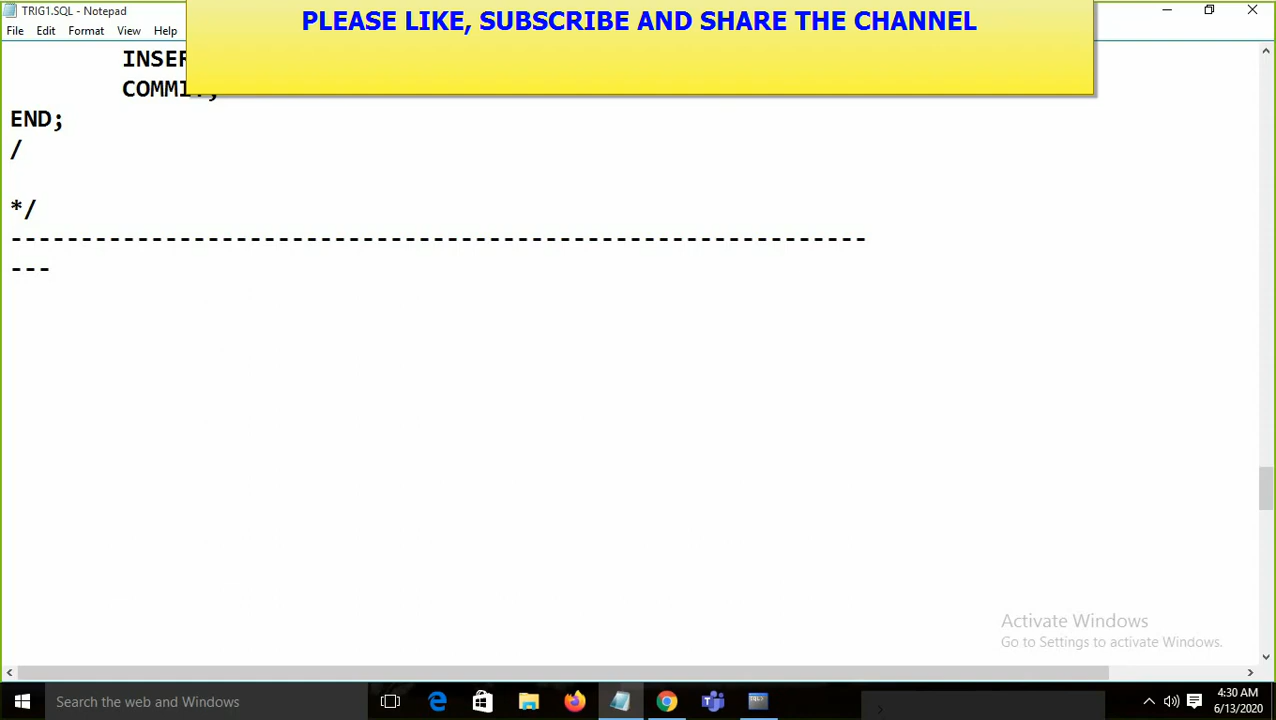 TRIG1.SQL - Notepad
PLEASE LIKE, SUBSCRIBE AND SHARE THE CHANNEL
File Edit Format View Help
END;
/
*/
-------------------------------------------------------------
---
Activate Windows
Go to Settings to activate Windows.
Search the web and Windows
4:30 AM
6/13/2020